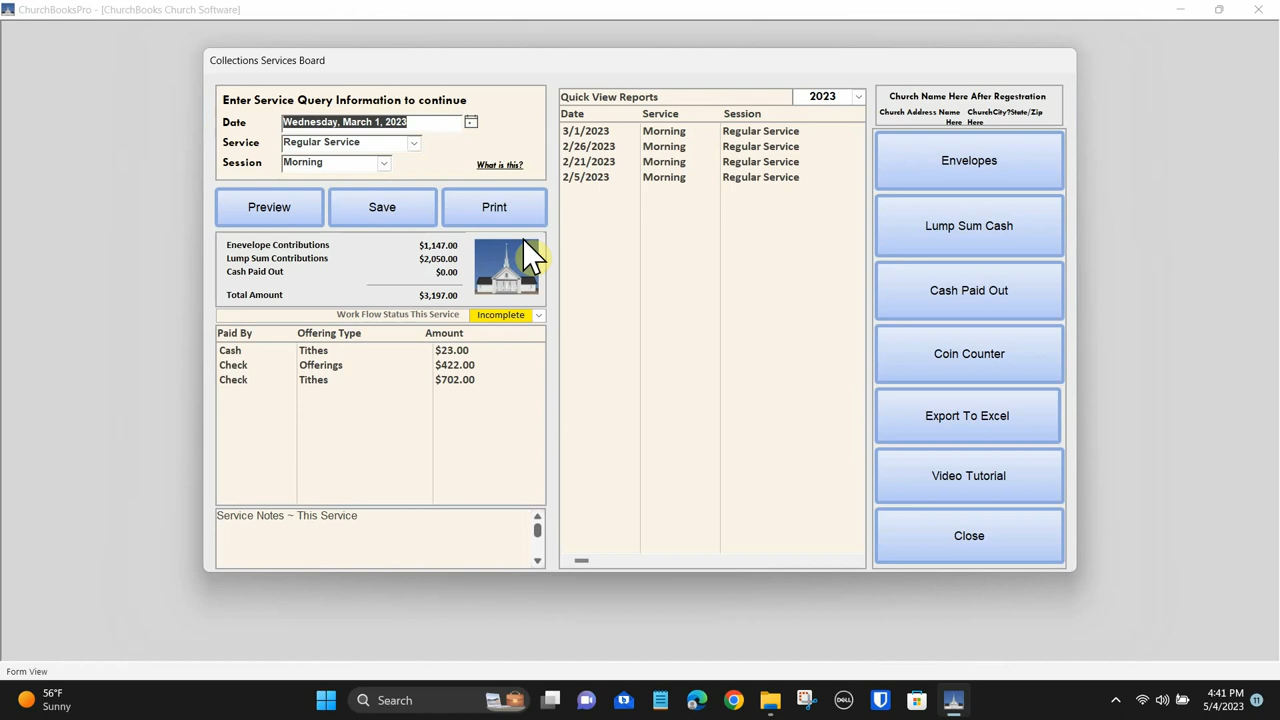 ChurchBooksPro - [ChurchBooks Church Software]
Collections Services Board
Enter Service Query Information to continue
Date Wednesday, March 1, 2023
Service Regular Service
Session Morning What is this?
Preview Save Print
Enevelope Contributions $1,147.00
Lump Sum Contributions $2,050.00
Cash Paid Out $0.00
Total Amount $3,197.00
Work Flow Status This Service Incomplete
Paid By Offering Type Amount
Cash Tithes $23.00
Check Offerings $422.00
Check Tithes $702.00
Service Notes ~ This Service
Quick View Reports 2023
Date Service Session
3/1/2023 Morning Regular Service
2/26/2023 Morning Regular Service
2/21/2023 Morning Regular Service
2/5/2023 Morning Regular Service
Church Name Here After Regestration
Church Address Name Here ChurchCity?State/Zip Here
Envelopes
Lump Sum Cash
Cash Paid Out
Coin Counter
Export To Excel
Video Tutorial
Close
Form View
56°F
Sunny
Search
DELL
4:41 PM
5/4/2023
11